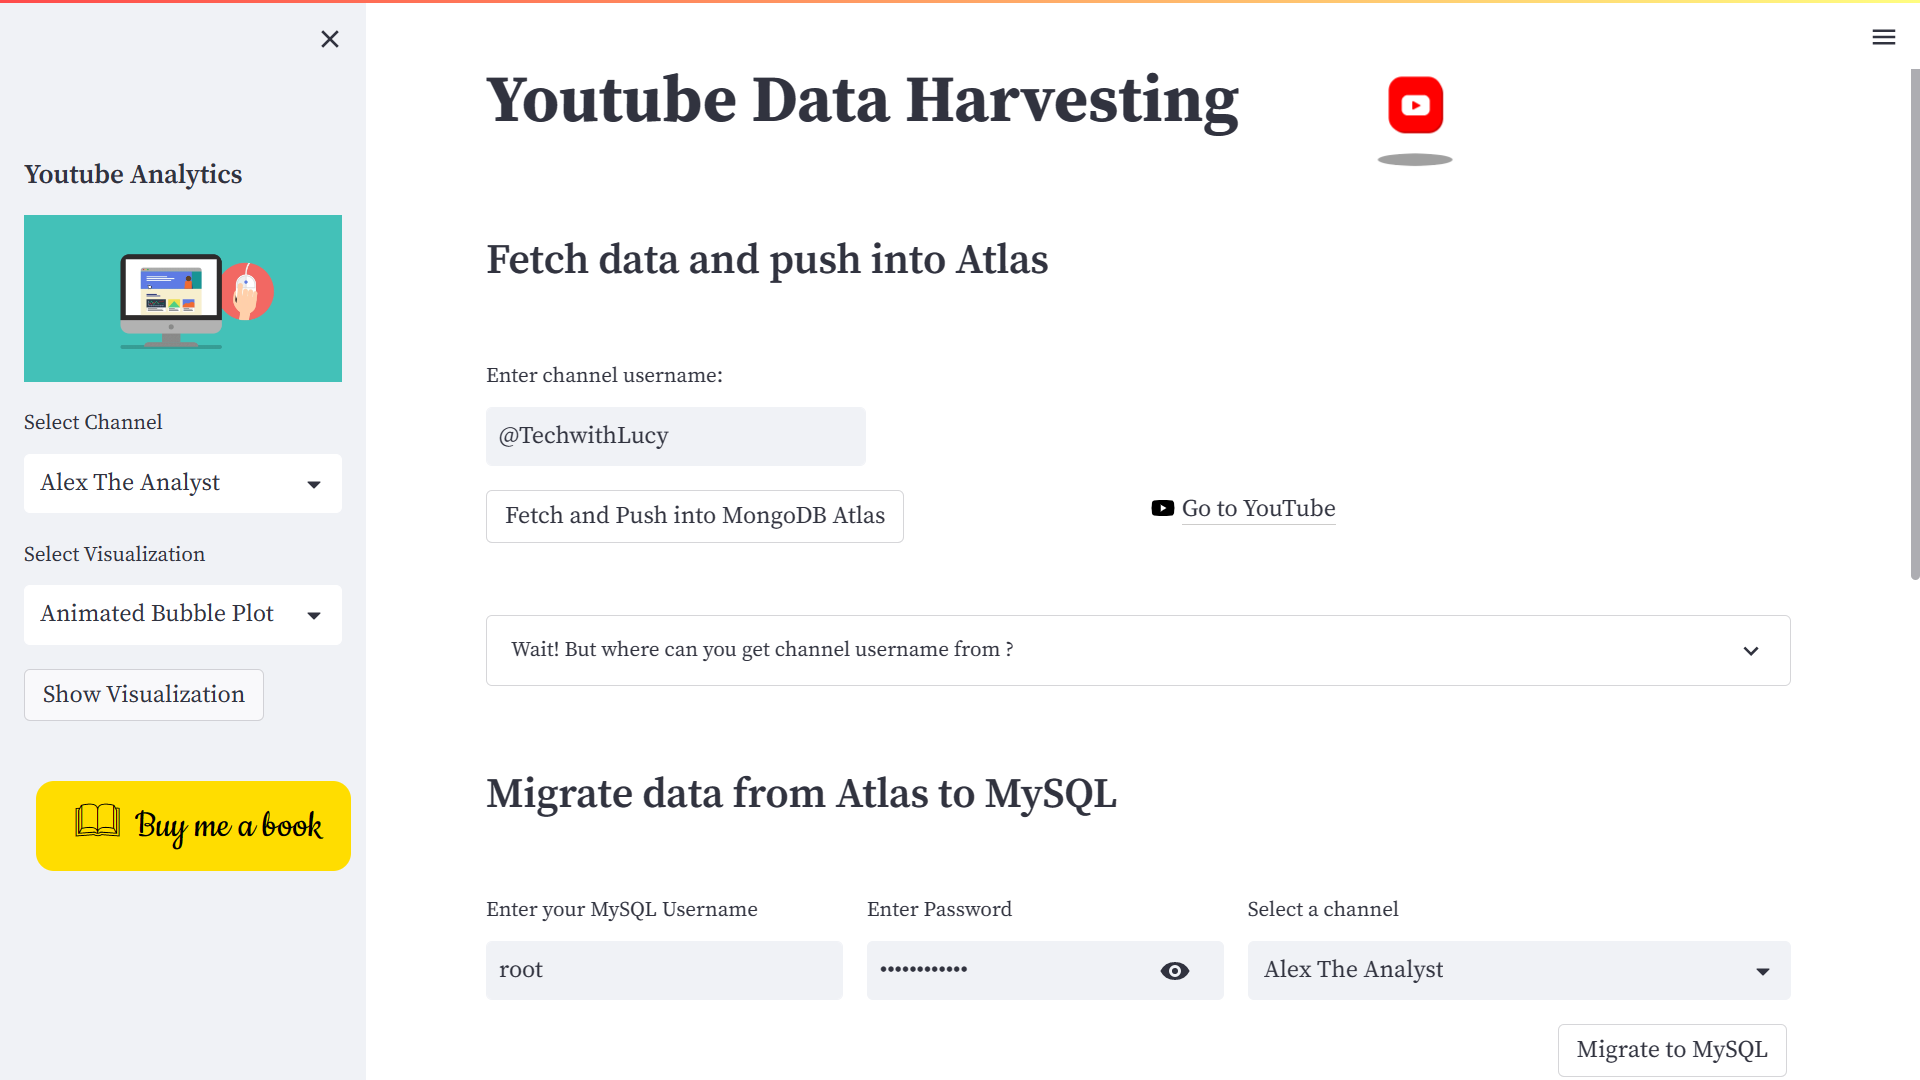 Youtube Analytics
Select Channel
Alex The Analyst
Select Visualization
Animated Bubble Plot
Show Visualization
Buy me a book
Youtube Data Harvesting
Fetch data and push into Atlas
Enter channel username:
@TechwithLucy
Fetch and Push into MongoDB Atlas
Go to YouTube
Wait! But where can you get channel username from ?
Migrate data from Atlas to MySQL
Enter your MySQL Username
root
Enter Password
••••••••••••
Select a channel
Alex The Analyst
Migrate to MySQL